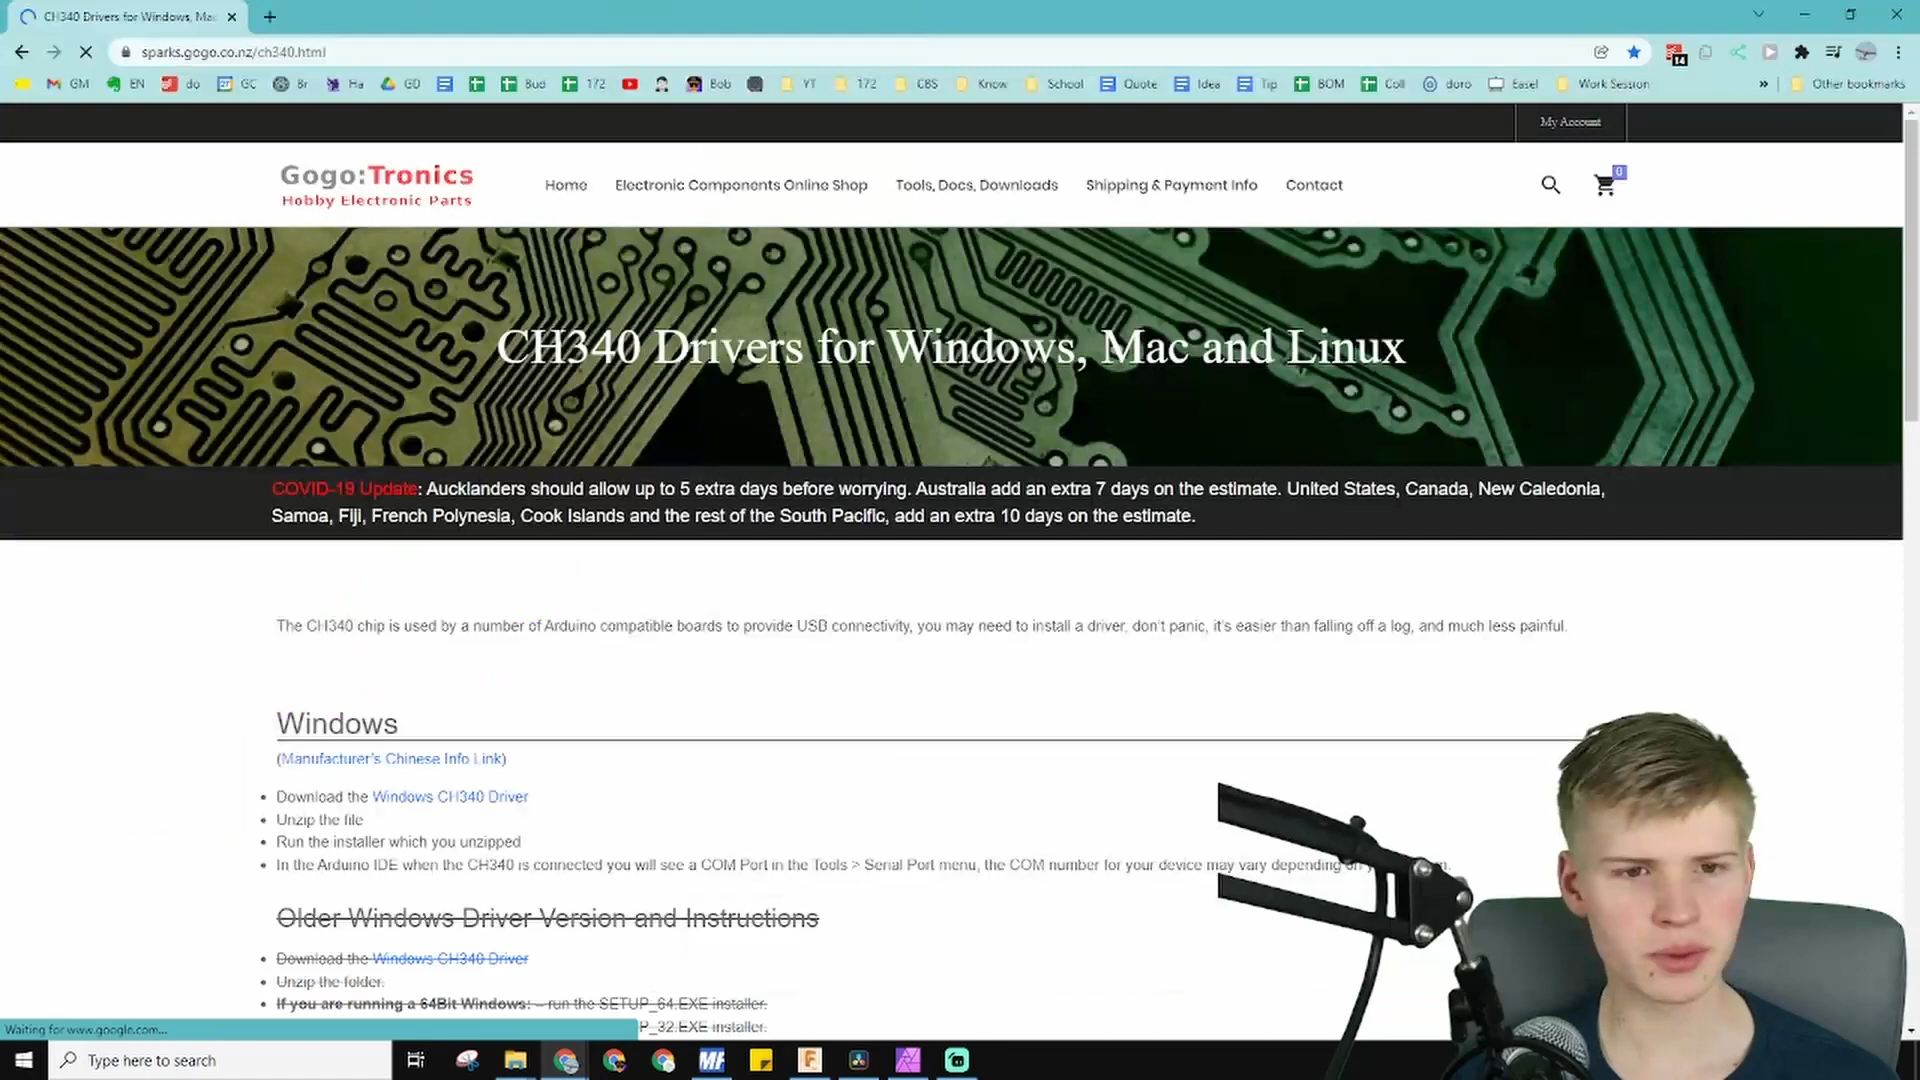 CH340 Drivers for Windows, Mac
sparks.gogo.co.nz/ch340.html
14
GM EN do GC Br Ha GD Bud 172 Bob YT 172 CBS Know School Quote Idea Tip BOM Coll doro Easel Work Session » Other bookmarks
My Account
Gogo:Tronics
Hobby Electronic Parts
Home Electronic Components Online Shop Tools, Docs, Downloads Shipping & Payment Info Contact
0
CH340 Drivers for Windows, Mac and Linux
COVID-19 Update: Aucklanders should allow up to 5 extra days before worrying. Australia add an extra 7 days on the estimate. United States, Canada, New Caledonia,
Samoa, Fiji, French Polynesia, Cook Islands and the rest of the South Pacific, add an extra 10 days on the estimate.
The CH340 chip is used by a number of Arduino compatible boards to provide USB connectivity, you may need to install a driver, don't panic, it's easier than falling off a log, and much less painful.
Windows
(Manufacturer's Chinese Info Link)
• Download the Windows CH340 Driver
• Unzip the file
• Run the installer which you unzipped
• In the Arduino IDE when the CH340 is connected you will see a COM Port in the Tools > Serial Port menu, the COM number for your device may vary depending
Older Windows Driver Version and Instructions
• Download the Windows CH340 Driver
• Unzip the folder.
• If you are running a 64Bit Windows: – run the SETUP_64.EXE installer.
P_32.EXE installer.
Waiting for www.google.com...
Type here to search
MF
F